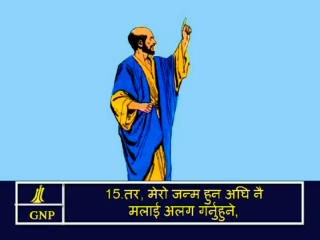 15.तर, मेरो जन्म हुन अघि नै
मलाई अलग गर्नुहुने,
GNP